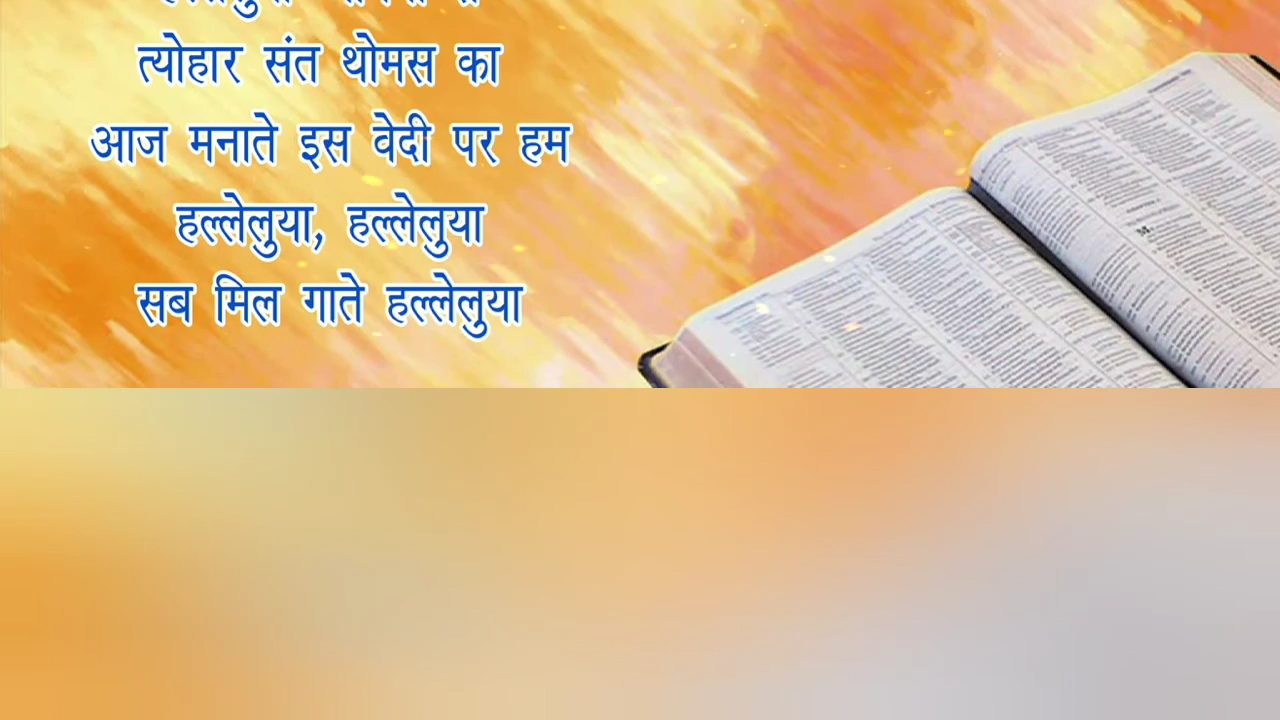 त्योहार संत थोमस का
आज मनाते इस वेदी पर हम
हल्लेलुया, हल्लेलुया
सब मिल गाते हल्लेलुया